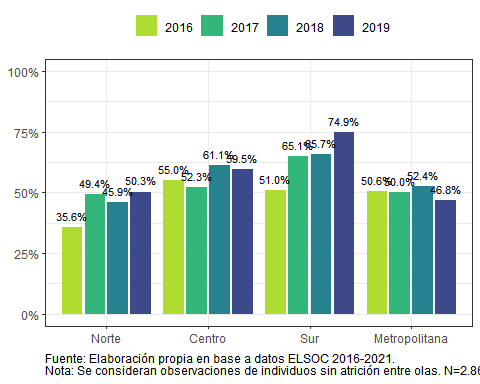 2016 2017 2018 2019
100%
75%
50%
25%
0%
35.6% 49.4% 45.9% 50.3%
55.0% 52.3% 61.1% 59.5%
51.0% 65.1% 65.7% 74.9%
50.6% 50.0% 52.4% 46.8%
Norte Centro Sur Metropolitana
Fuente: Elaboración propia en base a datos ELSOC 2016-2021.
Nota: Se consideran observaciones de individuos sin atrición entre olas. N=2.86